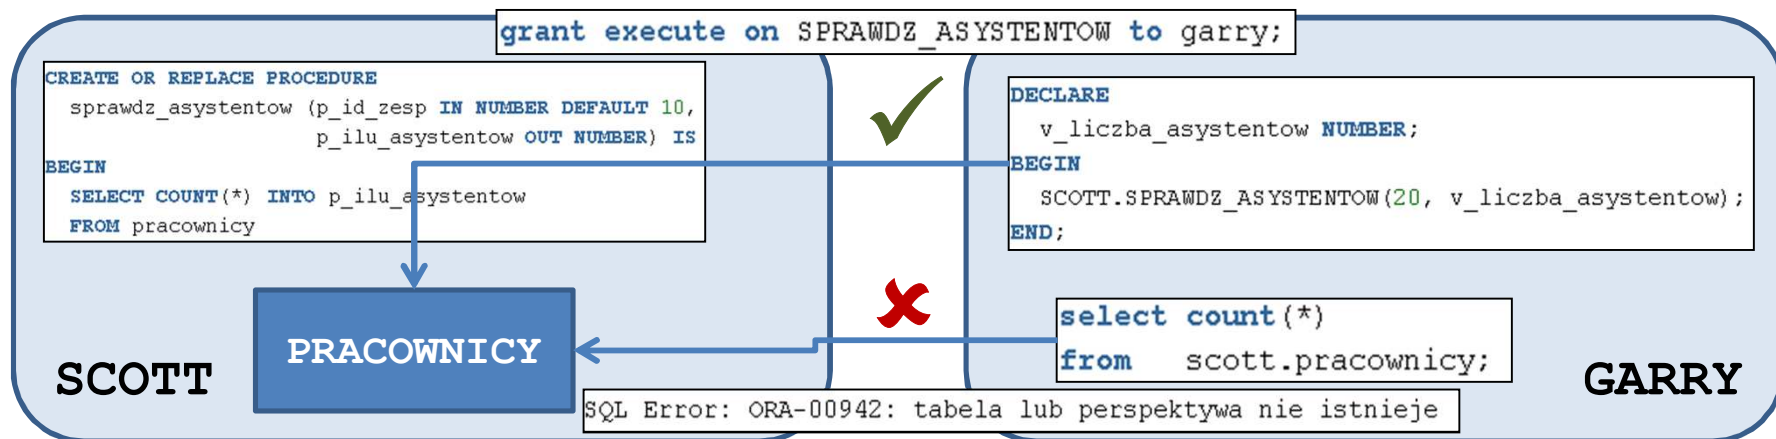 grant execute on SPRAWDZ_ASYSTENTOW to garry;
CREATE OR REPLACE PROCEDURE
sprawdz_asystentow (p_id_zesp IN NUMBER DEFAULT 10,
p_ilu_asystentow OUT NUMBER) IS
BEGIN
SELECT COUNT(*) INTO p_ilu_asystentow
FROM pracownicy
DECLARE
v_liczba_asystentow NUMBER;
BEGIN
SCOTT.SPRAWDZ_ASYSTENTOW(20, v_liczba_asystentow);
END;
PRACOWNICY
SCOTT
select count(*)
from scott.pracownicy;
GARRY
SQL Error: ORA-00942: tabela lub perspektywa nie istnieje